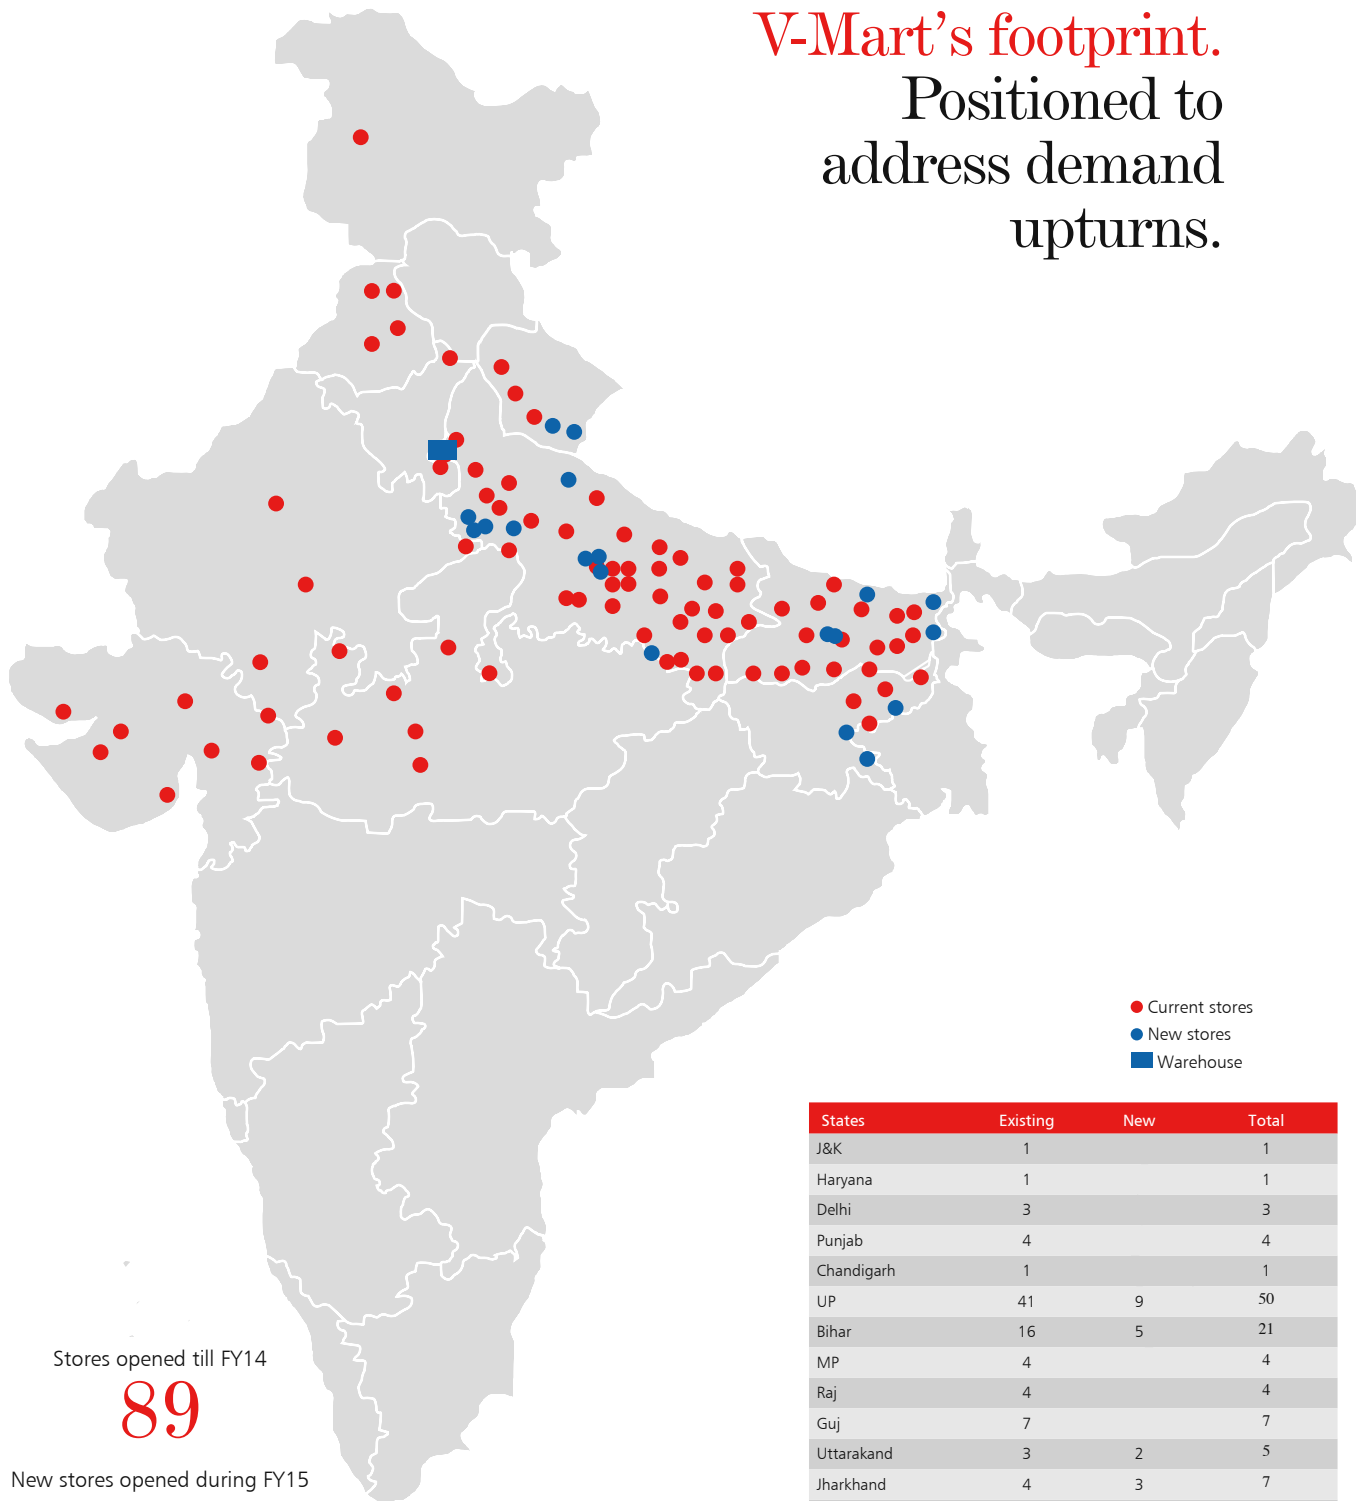 V-Mart’s footprint.
Positioned to
address demand
upturns.
Current stores
New stores
Warehouse
States Existing New Total
J&K 1 1
Haryana 1 1
Delhi 3 3
Punjab 4 4
Chandigarh 1 1
UP 41 9 50
Bihar 16 5 21
MP 4 4
Raj 4 4
Guj 7 7
Uttarakand 3 2 5
Jharkhand 4 3 7
Stores opened till FY14
89
New stores opened during FY15